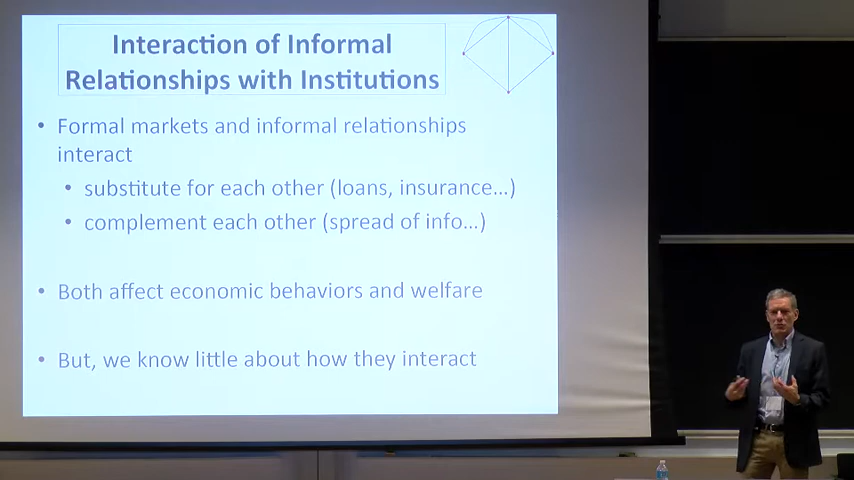 Interaction of Informal
Relationships with Institutions
• Formal markets and informal relationships
interact
• substitute for each other (loans, insurance...)
• complement each other (spread of info...)
• Both affect economic behaviors and welfare
• But, we know little about how they interact